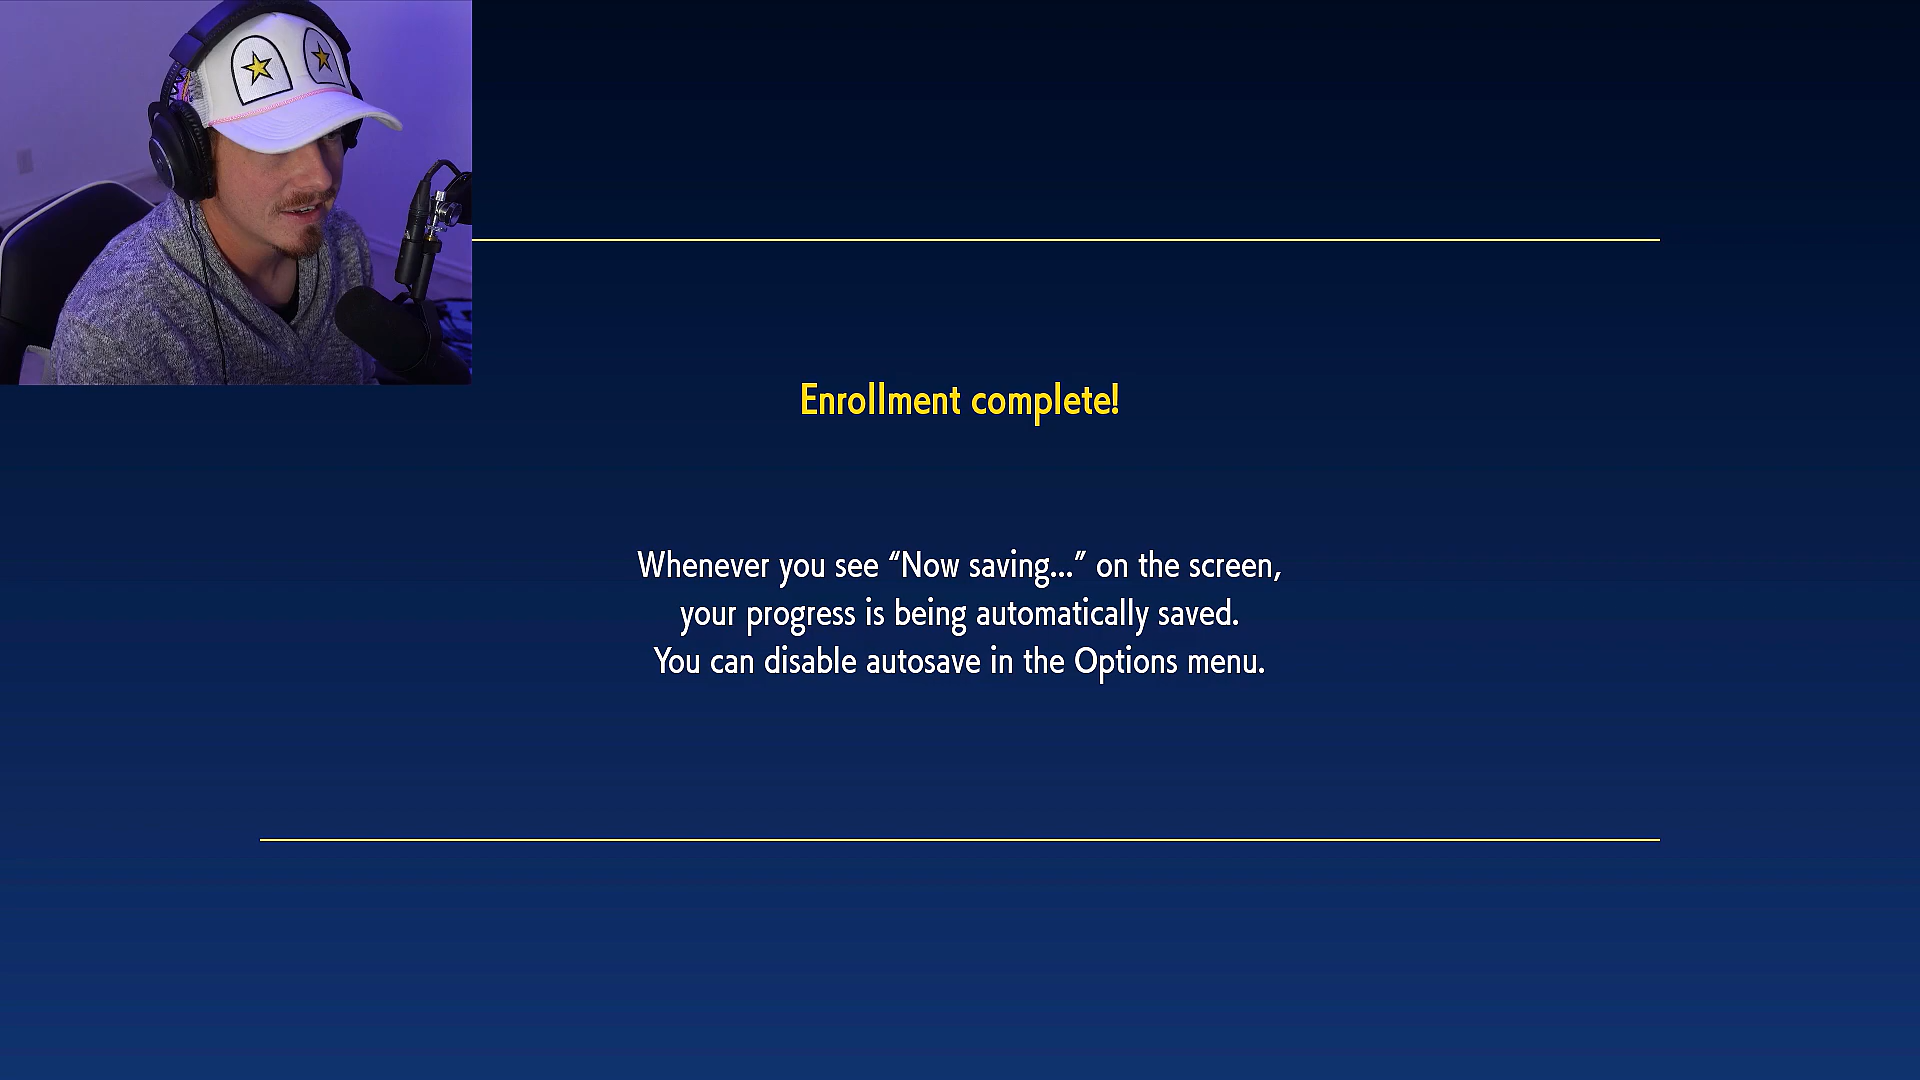 Enrollment complete!
Whenever you see “Now saving...” on the screen,
your progress is being automatically saved.
You can disable autosave in the Options menu.